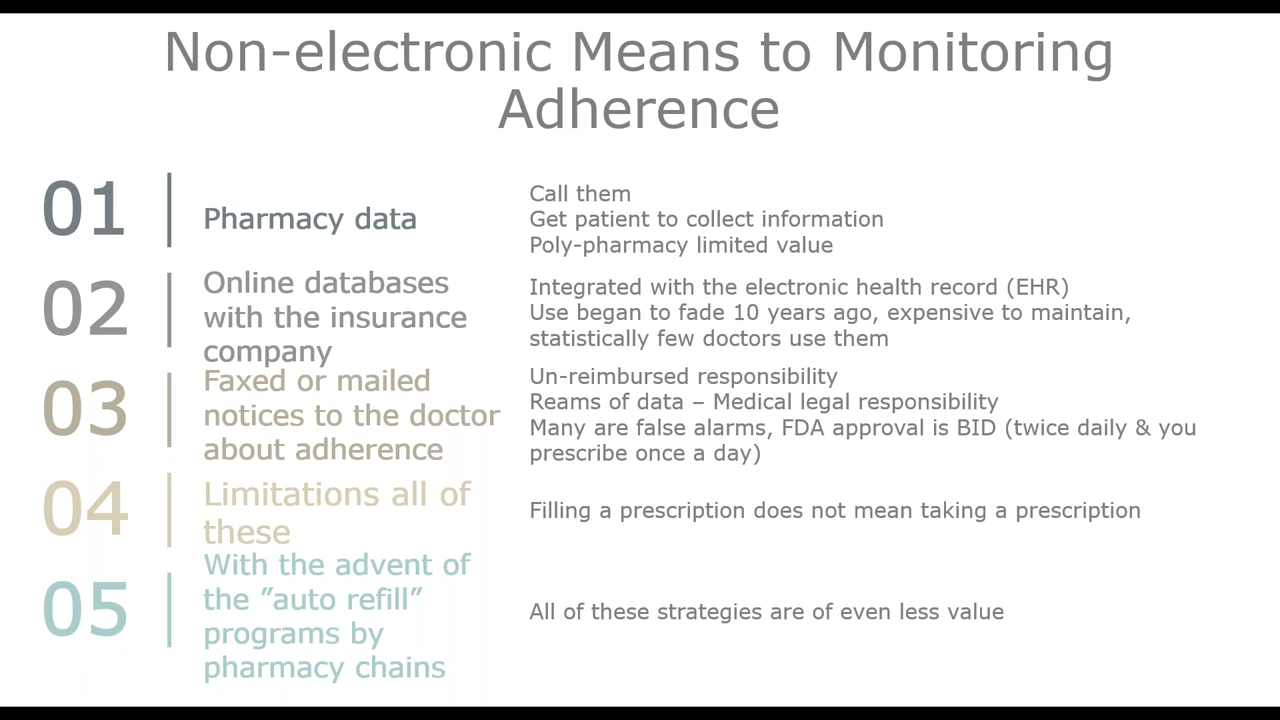 Non-electronic Means to Monitoring
Adherence
01
Pharmacy data
Call them
Get patient to collect information
Poly-pharmacy limited value
02
Online databases
with the insurance
company
Integrated with the electronic health record (EHR)
Use began to fade 10 years ago, expensive to maintain,
statistically few doctors use them
03
Faxed or mailed
notices to the doctor
about adherence
Un-reimbursed responsibility
Reams of data – Medical legal responsibility
Many are false alarms, FDA approval is BID (twice daily & you
prescribe once a day)
04
Limitations all of
these
Filling a prescription does not mean taking a prescription
05
With the advent of
the ”auto refill”
programs by
pharmacy chains
All of these strategies are of even less value